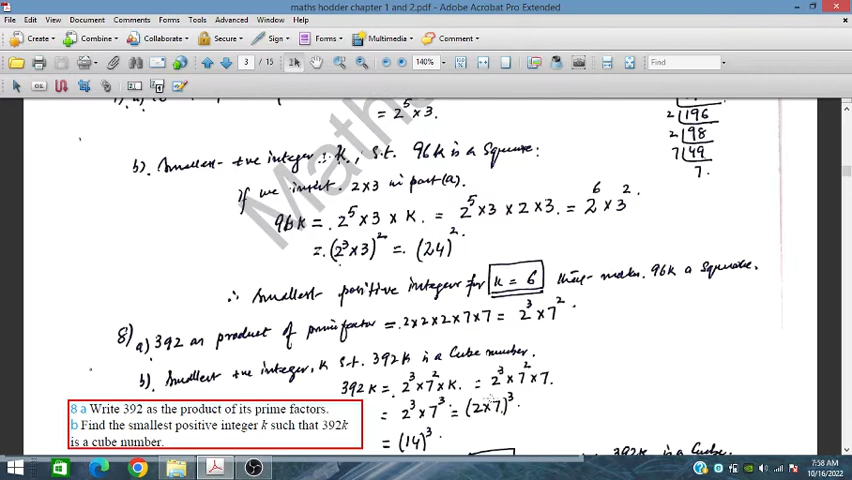 maths hodder chapter 1 and 2.pdf - Adobe Acrobat Pro Extended
File Edit View Document Comments Forms Tools Advanced Window Help
Create Combine Collaborate Secure Sign Forms Multimedia Comment
3 / 15 140% Find
= 2⁵ × 3.
2 196
2 98
7 49
7.
b). Smallest +ve integer : K, s.t. 96K is a Square:
If we insert 2×3 in part (a).
96K = 2⁵ × 3 × K = 2⁵ × 3 × 2 × 3 = 2⁶ × 3².
= (2³ × 3)² = (24)².
∴ Smallest positive integer for K = 6 that makes 96K a Square.
8) a) 392 as product of prime factor = 2×2×2×7×7 = 2³ × 7².
b). Smallest +ve integer, K s.t. 392K is a Cube number.
392K = 2³ × 7² × K. = 2³ × 7² × 7.
= 2³ × 7³ = (2×7)³.
= (14)³.
8 a Write 392 as the product of its prime factors.
b Find the smallest positive integer k such that 392k
is a cube number.
392K is a Cube.
7:58 AM
10/16/2022